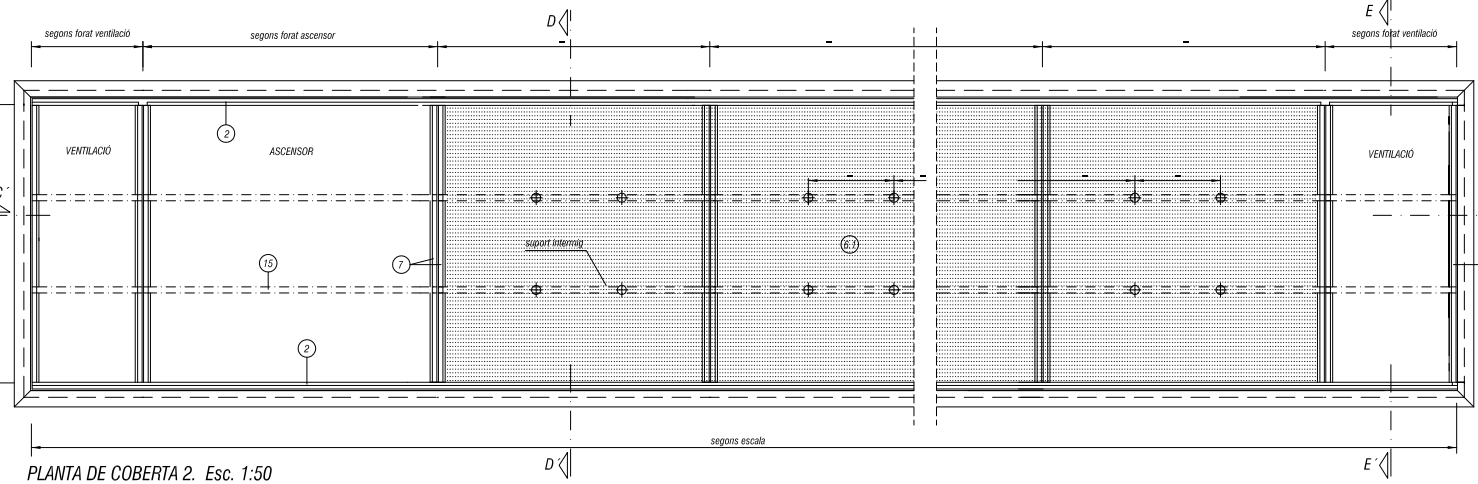 D
E
segons forat ventilació
segons forat ascensor
segons forat ventilació
2
VENTILACIÓ
ASCENSOR
VENTILACIÓ
suport intermig
6.1
15
7
2
segons escala
D´
E´
PLANTA DE COBERTA 2. Esc. 1:50